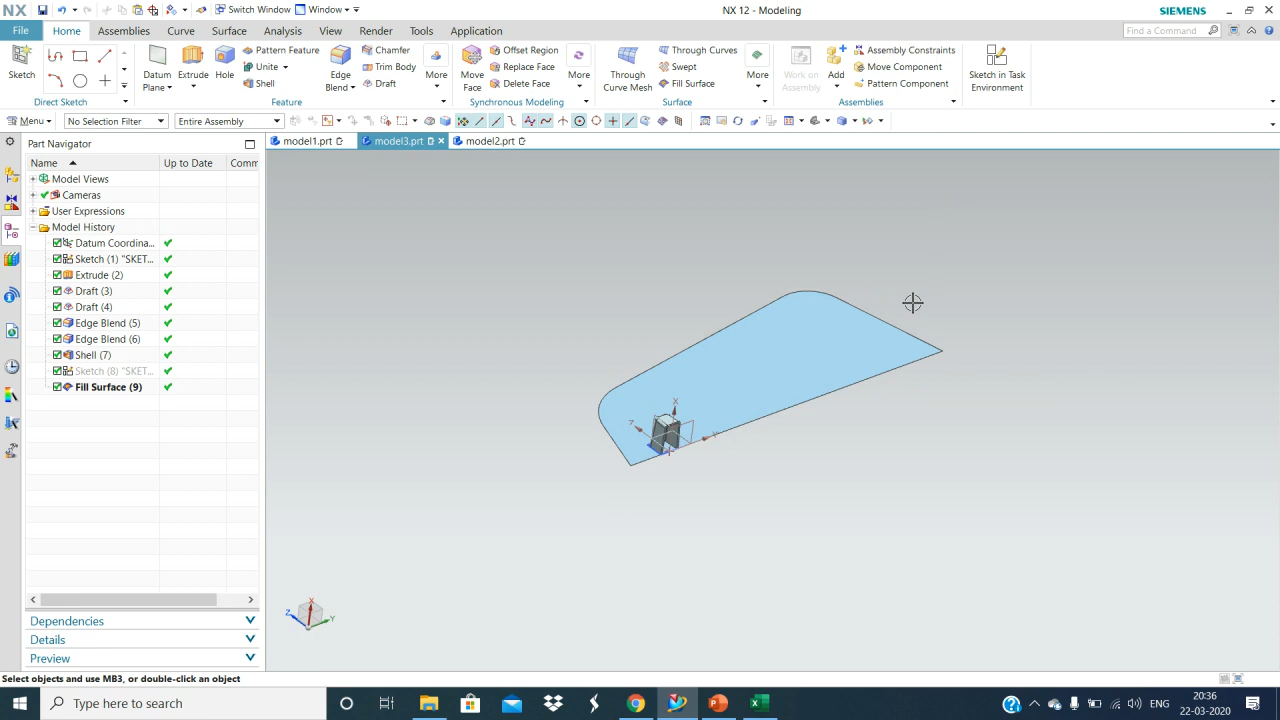 NX
Switch Window
Window
NX 12 - Modeling
SIEMENS
File
Home
Assemblies
Curve
Surface
Analysis
View
Render
Tools
Application
Find a Command
Sketch
Direct Sketch
Datum Plane
Extrude
Hole
Pattern Feature
Unite
Shell
Edge Blend
Chamfer
Trim Body
Draft
More
Feature
Move Face
Offset Region
Replace Face
Delete Face
More
Synchronous Modeling
Through Curve Mesh
Through Curves
Swept
Fill Surface
More
Surface
Work on Assembly
Add
Assembly Constraints
Move Component
Pattern Component
Assemblies
Sketch in Task Environment
Menu
No Selection Filter
Entire Assembly
Part Navigator
model1.prt
model3.prt
model2.prt
Name
Up to Date
Comm
Model Views
Cameras
User Expressions
Model History
Datum Coordina...
Sketch (1) "SKET...
Extrude (2)
Draft (3)
Draft (4)
Edge Blend (5)
Edge Blend (6)
Shell (7)
Sketch (8) "SKET...
Fill Surface (9)
X
Z
Y
X
Z
Y
Dependencies
Details
Preview
Select objects and use MB3, or double-click an object
Type here to search
ENG
20:36
22-03-2020